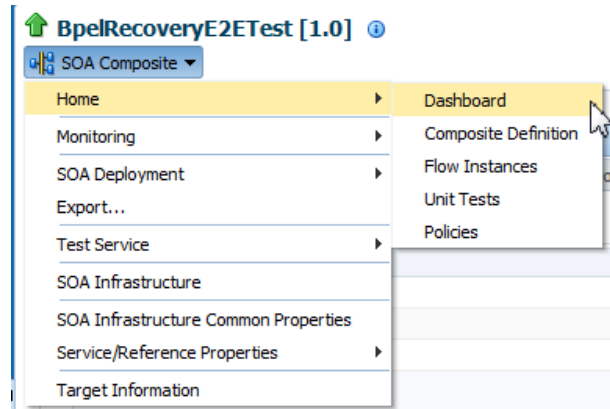 BpelRecoveryE2ETest [1.0]
SOA Composite
Home
Monitoring
SOA Deployment
Export...
Test Service
SOA Infrastructure
SOA Infrastructure Common Properties
Service/Reference Properties
Target Information
Dashboard
Composite Definition
Flow Instances
Unit Tests
Policies